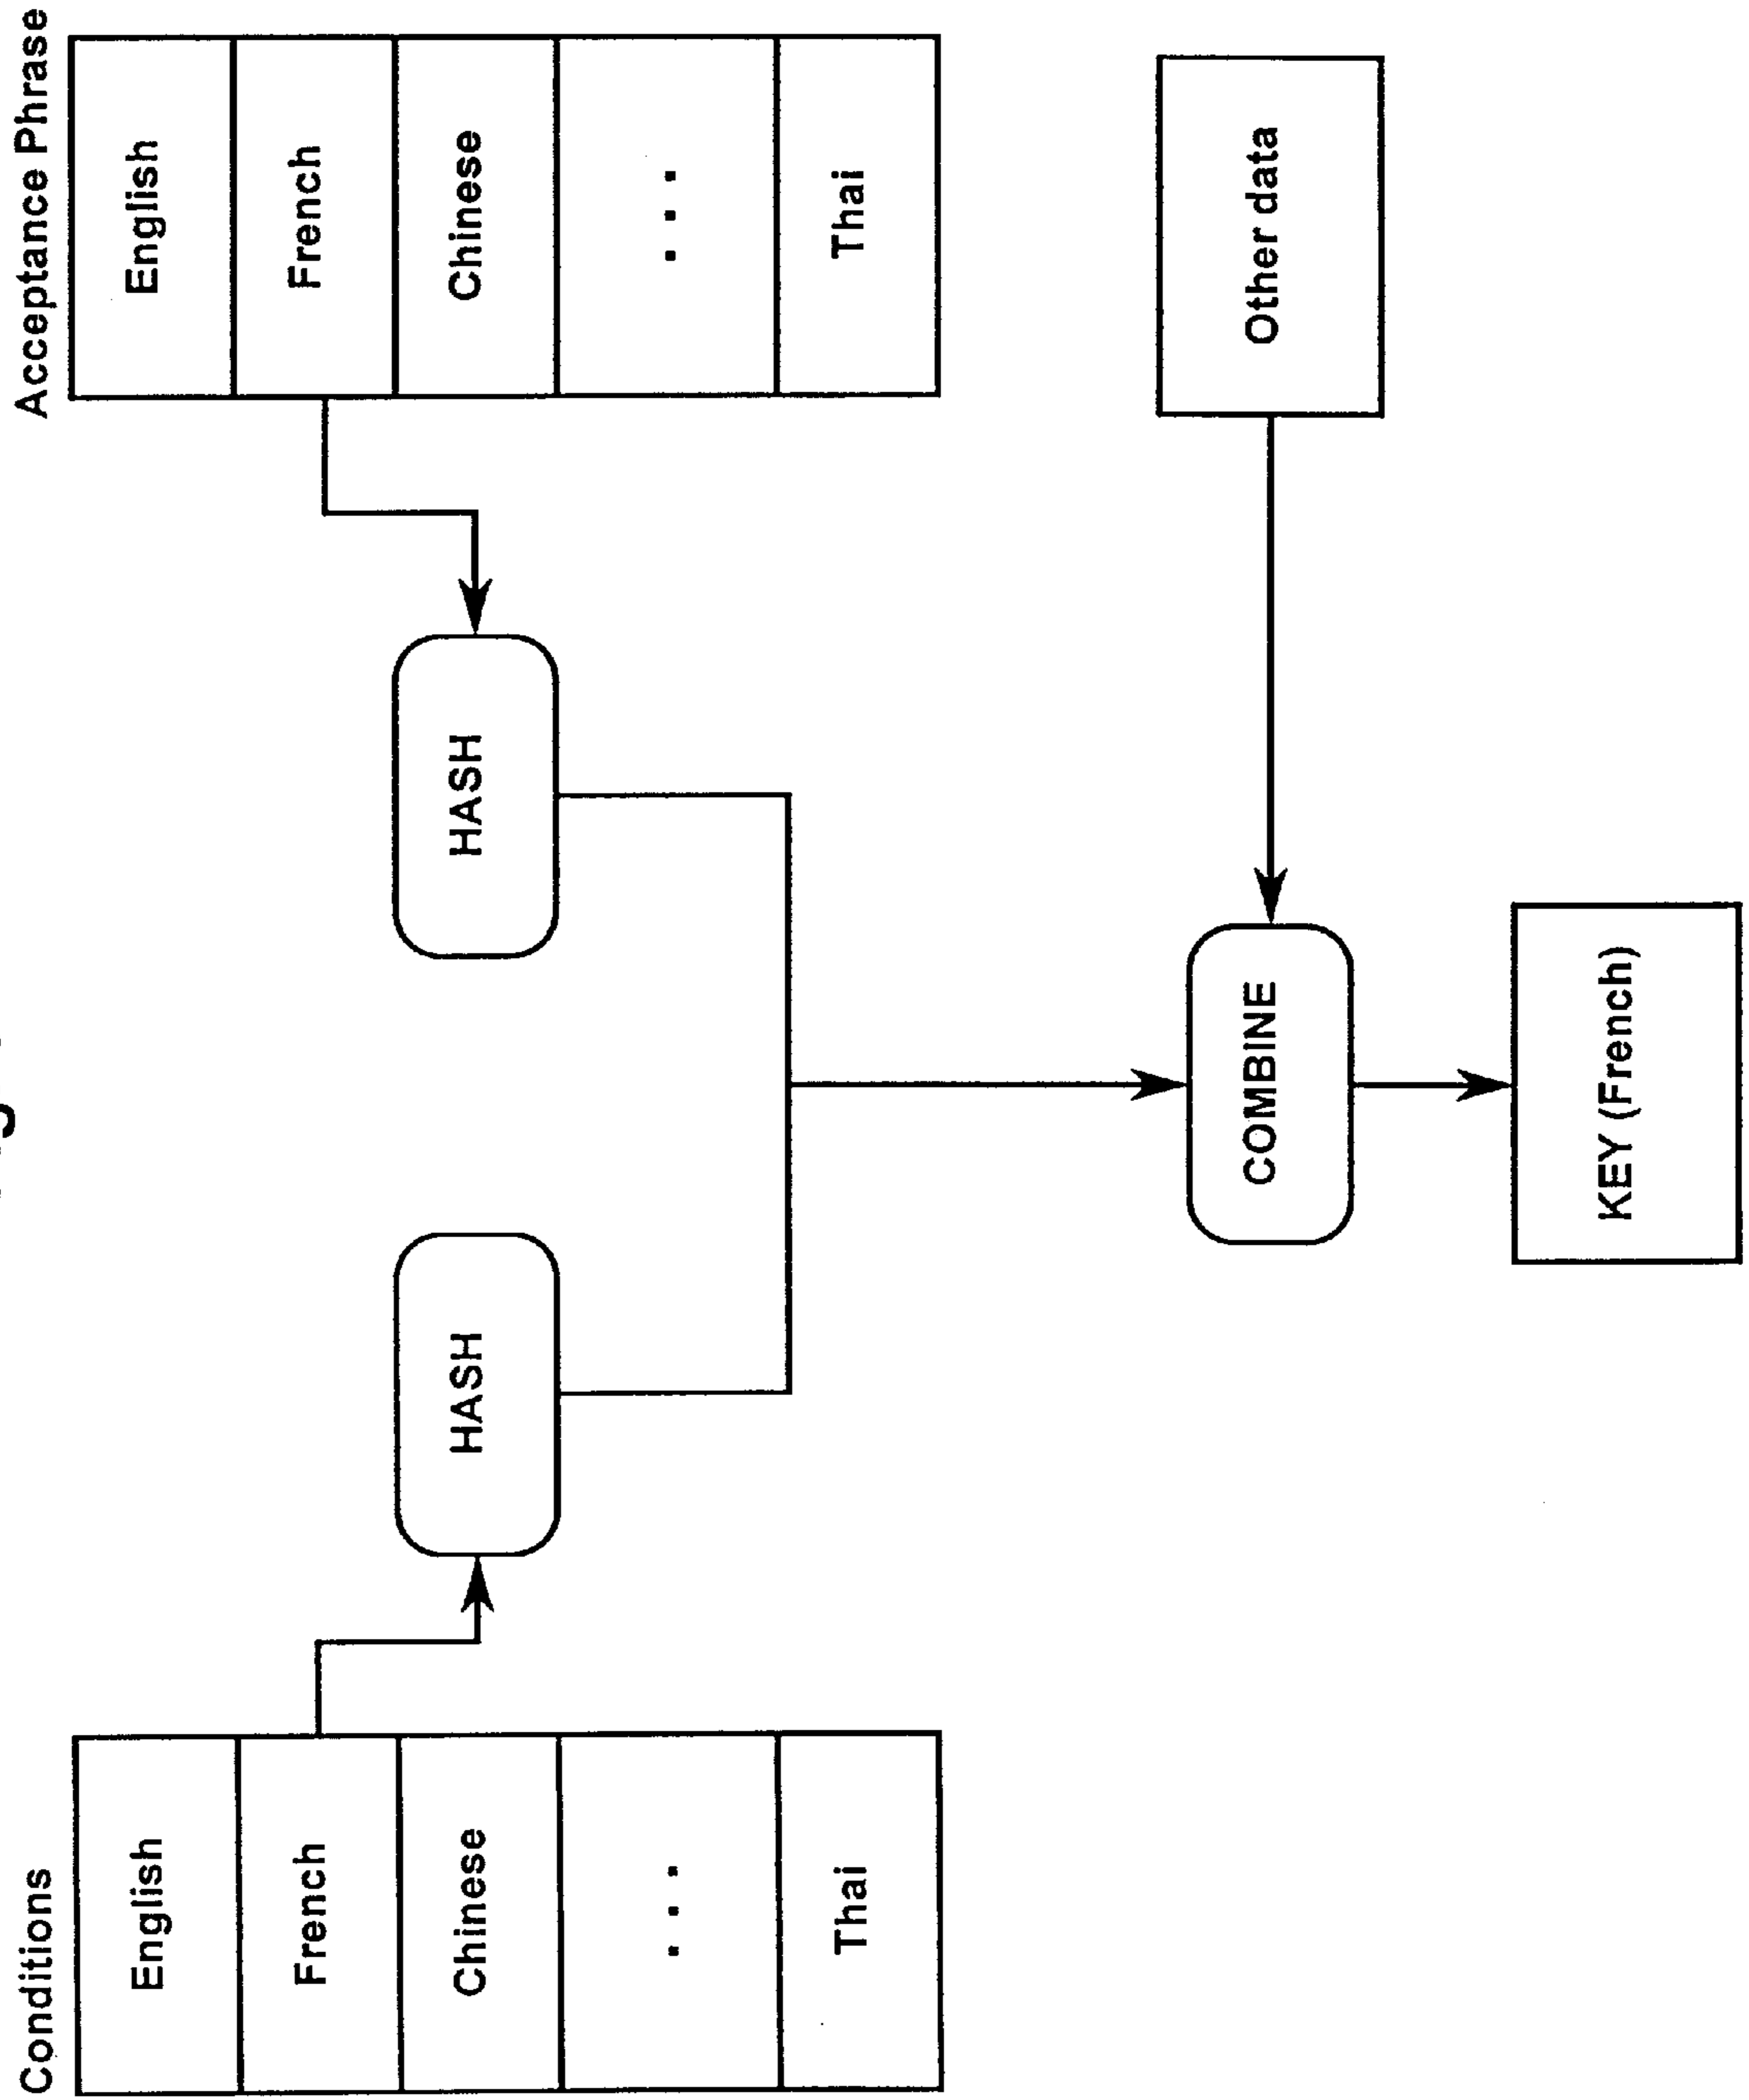 Conditions
English
French
Chinese
. . .
Thai
Acceptance Phrase
English
French
Chinese
. . .
Thai
HASH
HASH
COMBINE
Other data
KEY (French)